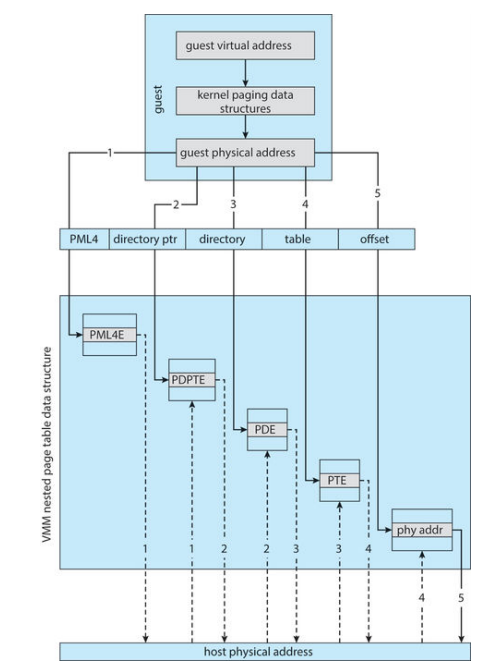 guest virtual address
guest
kernel paging data
structures
guest physical address
1
2
3
4
5
PML4
directory ptr
directory
table
offset
VMM nested page table data structure
PML4E
PDPTE
PDE
PTE
phy addr
1
1
2
2
3
3
4
4
5
host physical address